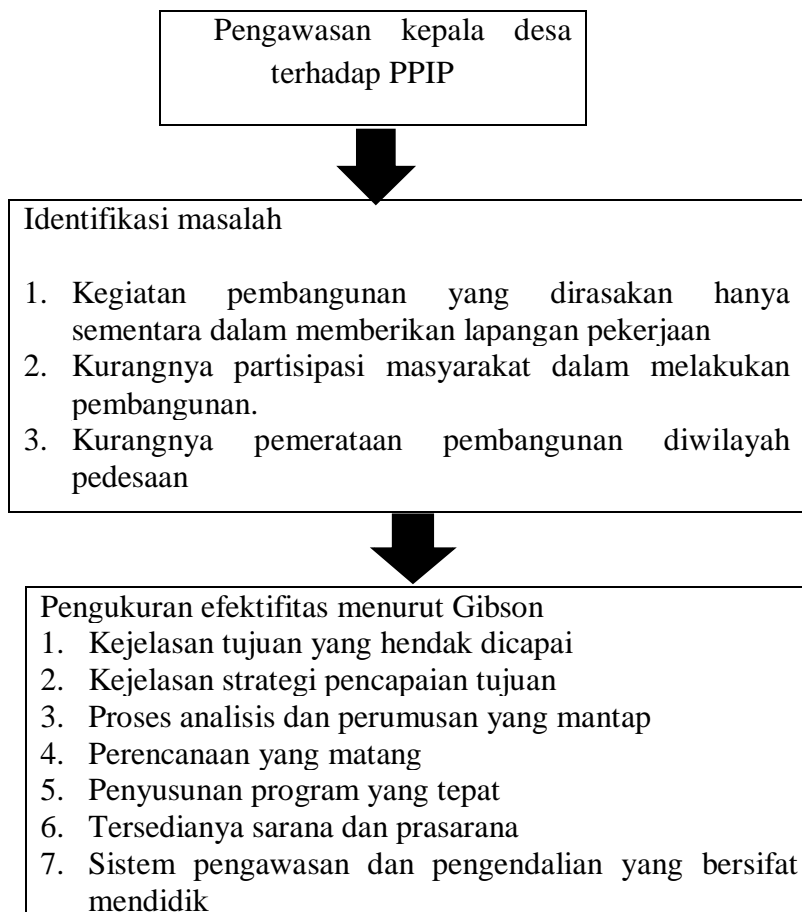 Pengawasan kepala desa
terhadap PPIP
Identifikasi masalah
1. Kegiatan pembangunan yang dirasakan hanya
sementara dalam memberikan lapangan pekerjaan
2. Kurangnya partisipasi masyarakat dalam melakukan
pembangunan.
3. Kurangnya pemerataan pembangunan diwilayah
pedesaan
Pengukuran efektifitas menurut Gibson
1. Kejelasan tujuan yang hendak dicapai
2. Kejelasan strategi pencapaian tujuan
3. Proses analisis dan perumusan yang mantap
4. Perencanaan yang matang
5. Penyusunan program yang tepat
6. Tersedianya sarana dan prasarana
7. Sistem pengawasan dan pengendalian yang bersifat
mendidik